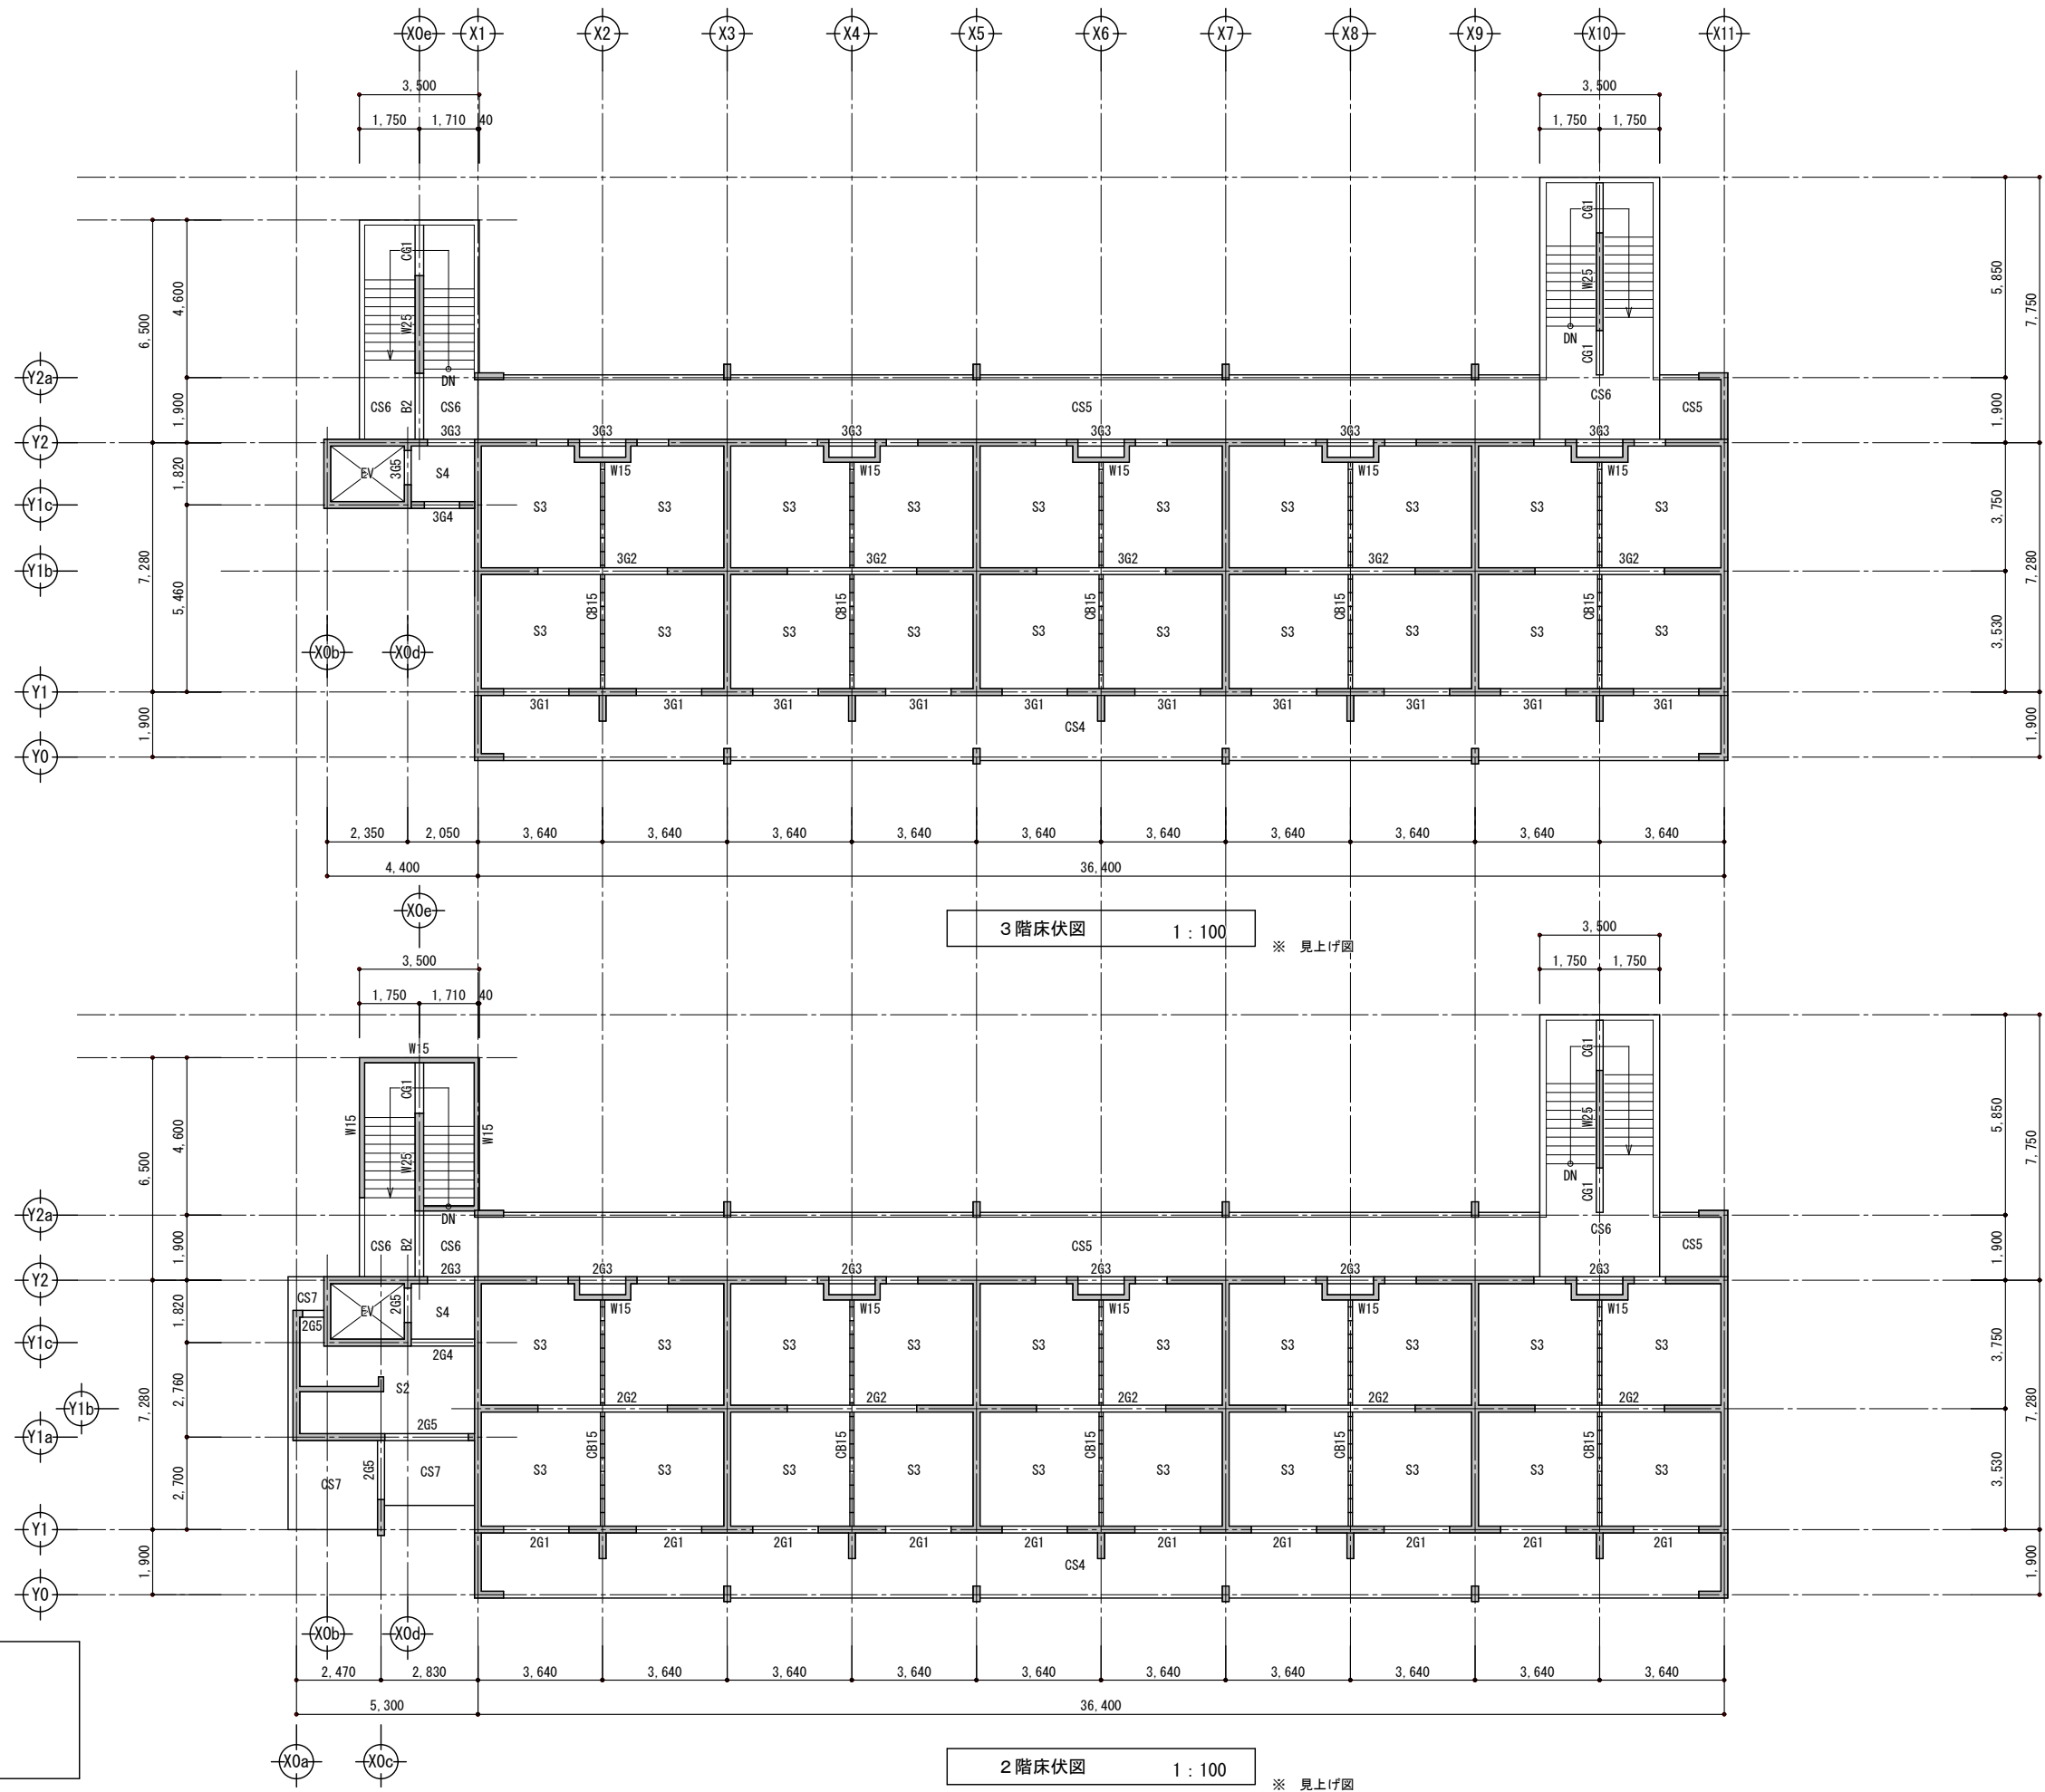 X0e X1 X2 X3 X4 X5 X6 X7 X8 X9 X10 X11
3,500 3,500
1,750 1,710 40 1,750 1,750
CG1 CG1
4,600 6,500 W25 W25 5,850 7,750
DN DN
CG1
Y2a
CS6 B2 CS6 CS5 CS6 CS5
1,900 1,900
Y2
3G3 3G3 3G3 3G3 3G3 3G3
EV 3G5 S4 W15 W15 W15 W15 W15
1,820
Y1c
S3 S3 S3 S3 S3 S3 S3 S3 S3 S3
3G4
3,750
3G2 3G2 3G2 3G2 3G2
Y1b
7,280 5,460 7,280
CB15 CB15 CB15 CB15 CB15
S3 S3 S3 S3 S3 S3 S3 S3 S3 S3
3,530
X0b X0d
Y1
3G1 3G1 3G1 3G1 3G1 3G1 3G1 3G1 3G1 3G1
1,900 CS4 1,900
Y0
2,350 2,050 3,640 3,640 3,640 3,640 3,640 3,640 3,640 3,640 3,640 3,640
4,400 36,400
X0e
3階床伏図 1:100
※ 見上げ図
3,500 3,500
1,750 1,710 40 1,750 1,750
W15
CG1 CG1
W15 W15
4,600 6,500 W25 W25 5,850 7,750
DN DN
CG1
Y2a
CS6 B2 CS6 CS5 CS6 CS5
1,900 1,900
Y2
2G3 2G3 2G3 2G3 2G3 2G3
CS7 EV 2G5 S4 W15 W15 W15 W15 W15
1,820
2G5
Y1c
S3 S3 S3 S3 S3 S3 S3 S3 S3 S3
2G4
3,750
S2
2,760
2G2 2G2 2G2 2G2 2G2
Y1b
7,280 7,280
2G5
Y1a
CB15 CB15 CB15 CB15 CB15
2G5 CS7
CS7
S3 S3 S3 S3 S3 S3 S3 S3 S3 S3
2,700 3,530
Y1
2G1 2G1 2G1 2G1 2G1 2G1 2G1 2G1 2G1 2G1
1,900 CS4 1,900
Y0
X0b X0d
2,470 2,830 3,640 3,640 3,640 3,640 3,640 3,640 3,640 3,640 3,640 3,640
5,300 36,400
X0a X0c
2階床伏図 1:100
※ 見上げ図